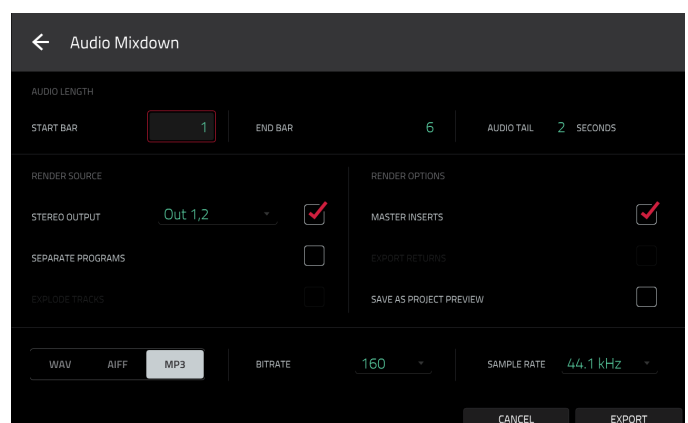 Audio Mixdown
AUDIO LENGTH
START BAR 1 END BAR 6 AUDIO TAIL 2 SECONDS
RENDER SOURCE RENDER OPTIONS
STEREO OUTPUT Out 1,2 MASTER INSERTS
SEPARATE PROGRAMS EXPORT RETURNS
EXPLODE TRACKS SAVE AS PROJECT PREVIEW
WAV AIFF MP3 BITRATE 160 SAMPLE RATE 44.1 kHz
CANCEL EXPORT